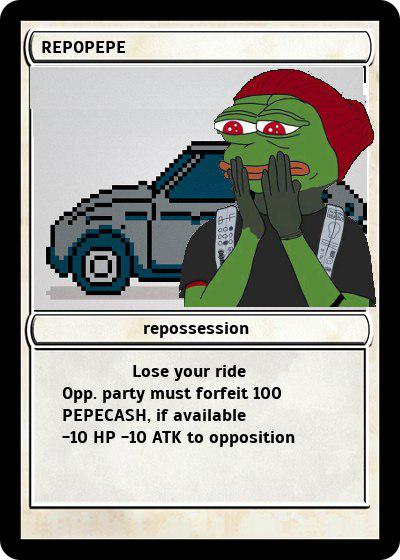 REPOPEPE
repossession
Lose your ride
Opp. party must forfeit 100
PEPECASH, if available
-10 HP -10 ATK to opposition